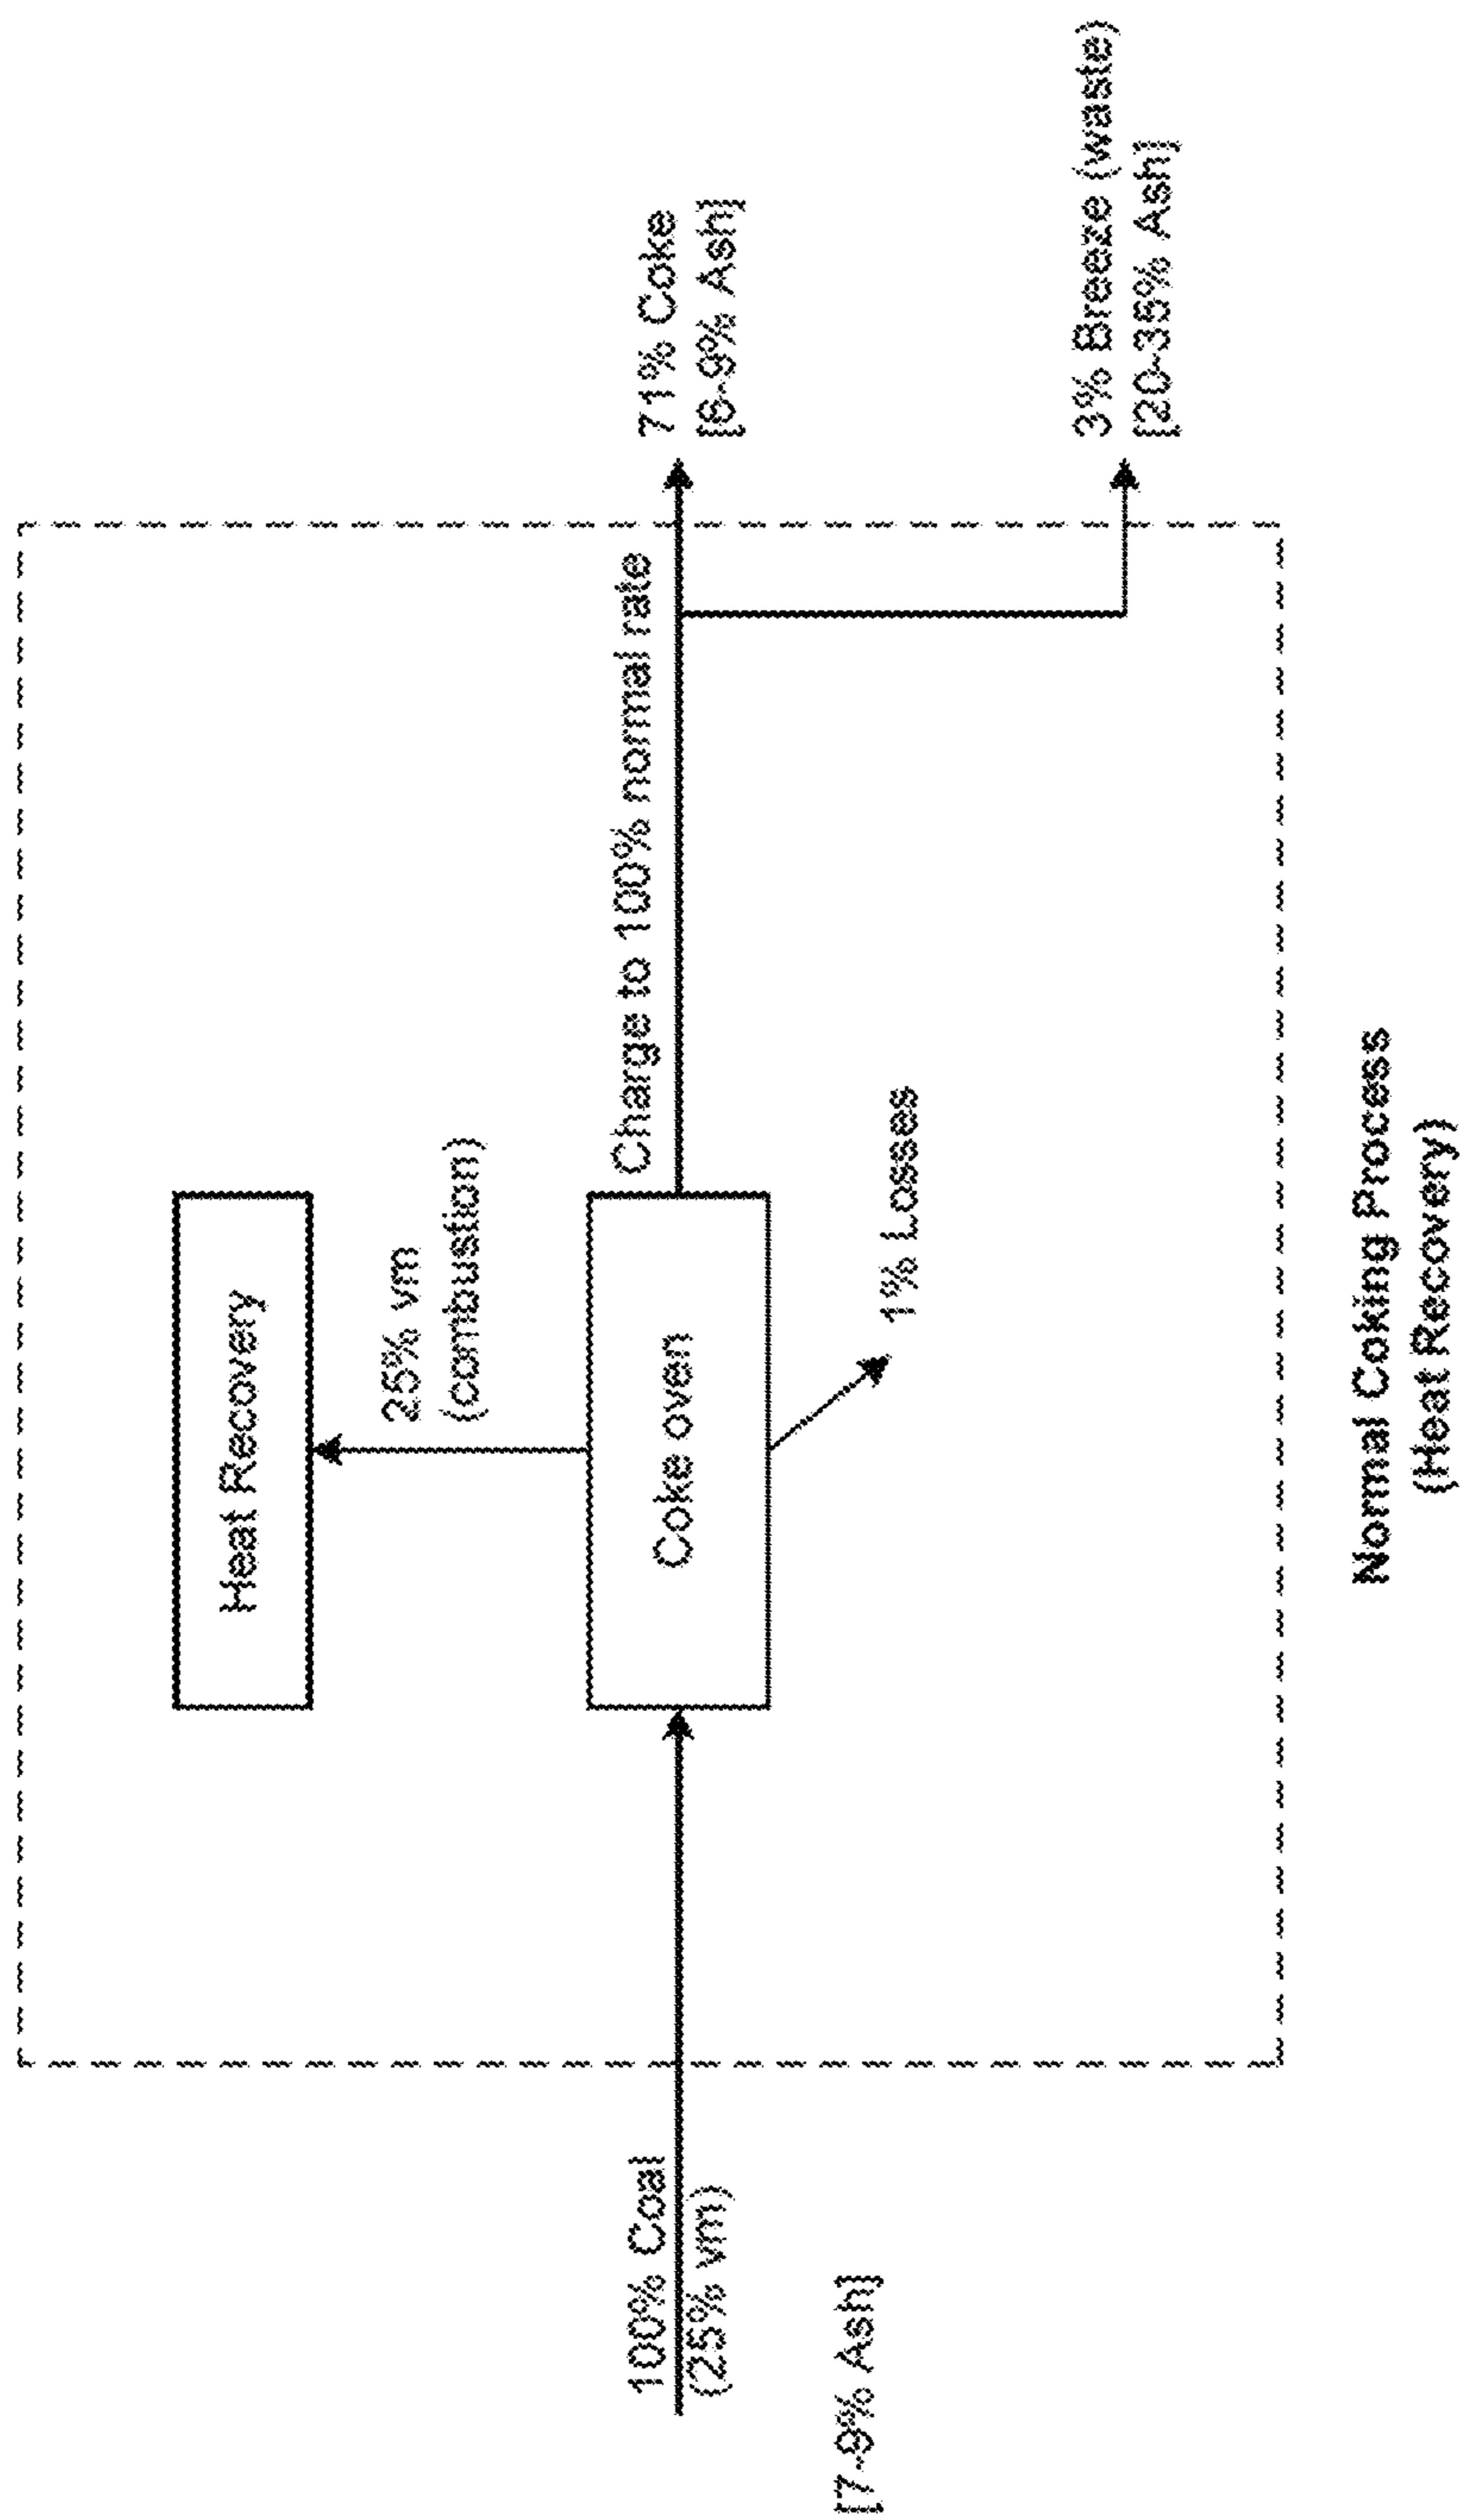 Heat Recovery
25% vm
(combustion)
100% Coal
(25% vm)
[7-9% Ash]
Coke oven
Charge to 100% normal rate
1% Losses
71% Coke
[6-9% Ash]
3% Breeze (waste)
[20-35% Ash]
Normal Coking Process
(Heat Recovery)